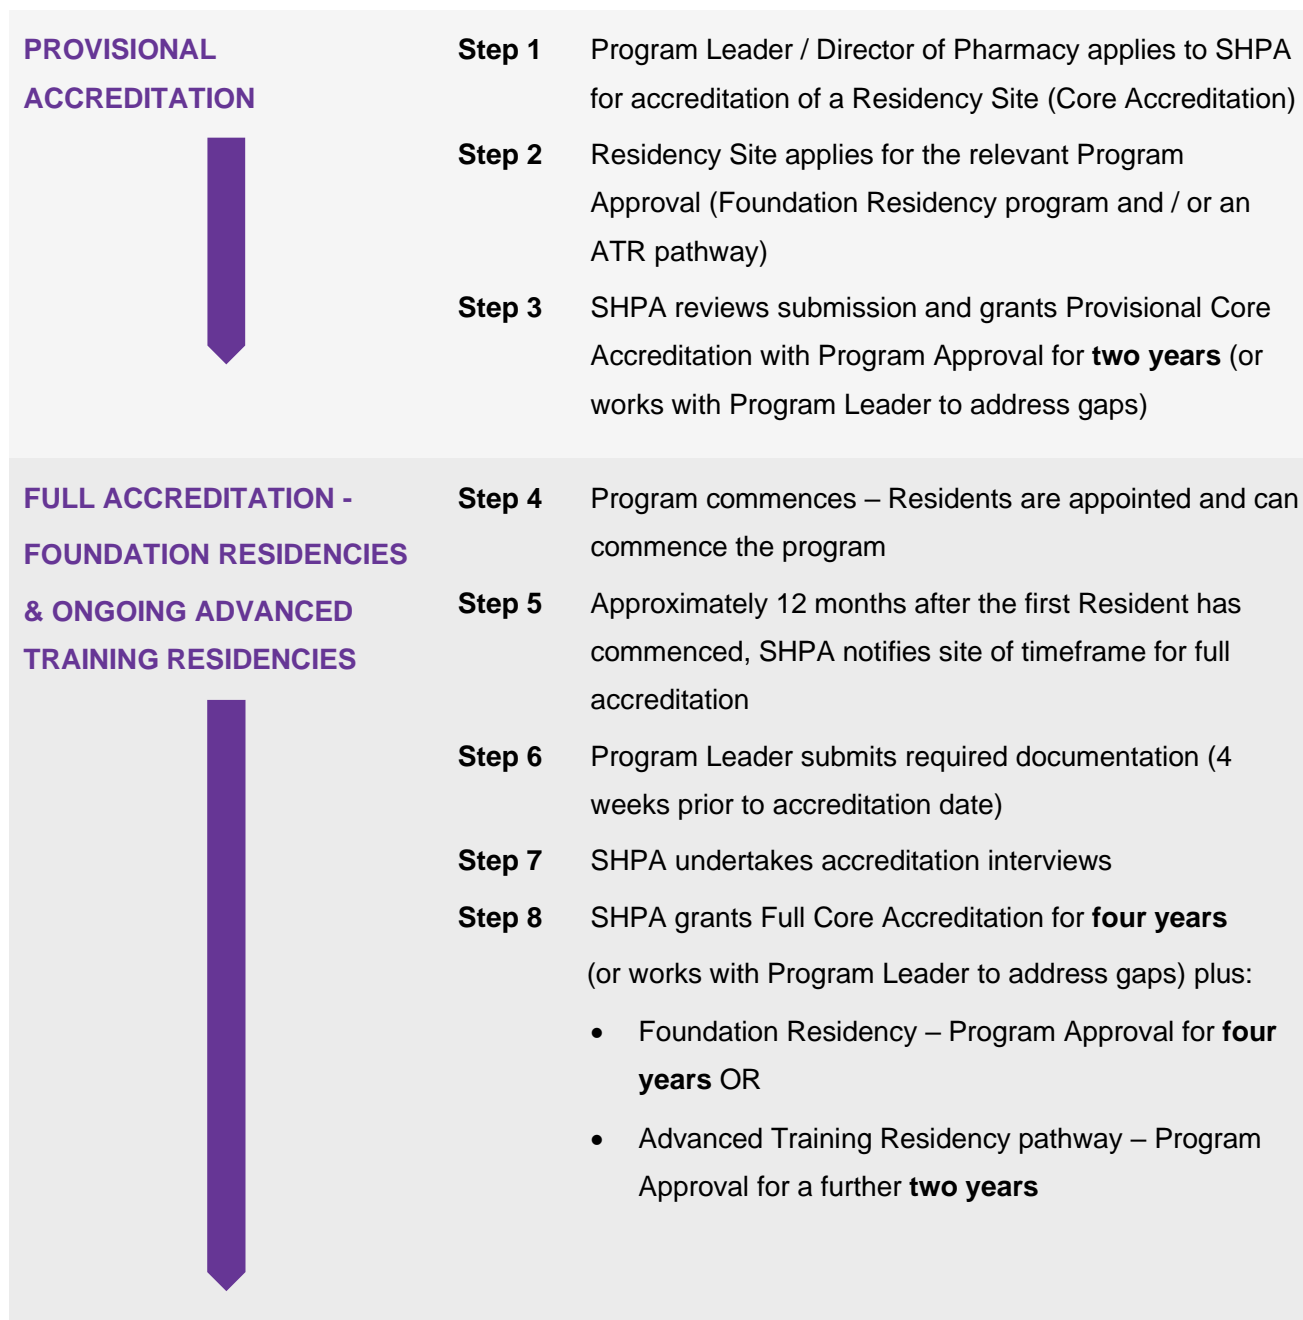 PROVISIONAL
ACCREDITATION
Step 1 Program Leader / Director of Pharmacy applies to SHPA
for accreditation of a Residency Site (Core Accreditation)
Step 2 Residency Site applies for the relevant Program
Approval (Foundation Residency program and / or an
ATR pathway)
Step 3 SHPA reviews submission and grants Provisional Core
Accreditation with Program Approval for two years (or
works with Program Leader to address gaps)
FULL ACCREDITATION -
FOUNDATION RESIDENCIES
& ONGOING ADVANCED
TRAINING RESIDENCIES
Step 4 Program commences – Residents are appointed and can
commence the program
Step 5 Approximately 12 months after the first Resident has
commenced, SHPA notifies site of timeframe for full
accreditation
Step 6 Program Leader submits required documentation (4
weeks prior to accreditation date)
Step 7 SHPA undertakes accreditation interviews
Step 8 SHPA grants Full Core Accreditation for four years
(or works with Program Leader to address gaps) plus:
• Foundation Residency – Program Approval for four
years OR
• Advanced Training Residency pathway – Program
Approval for a further two years